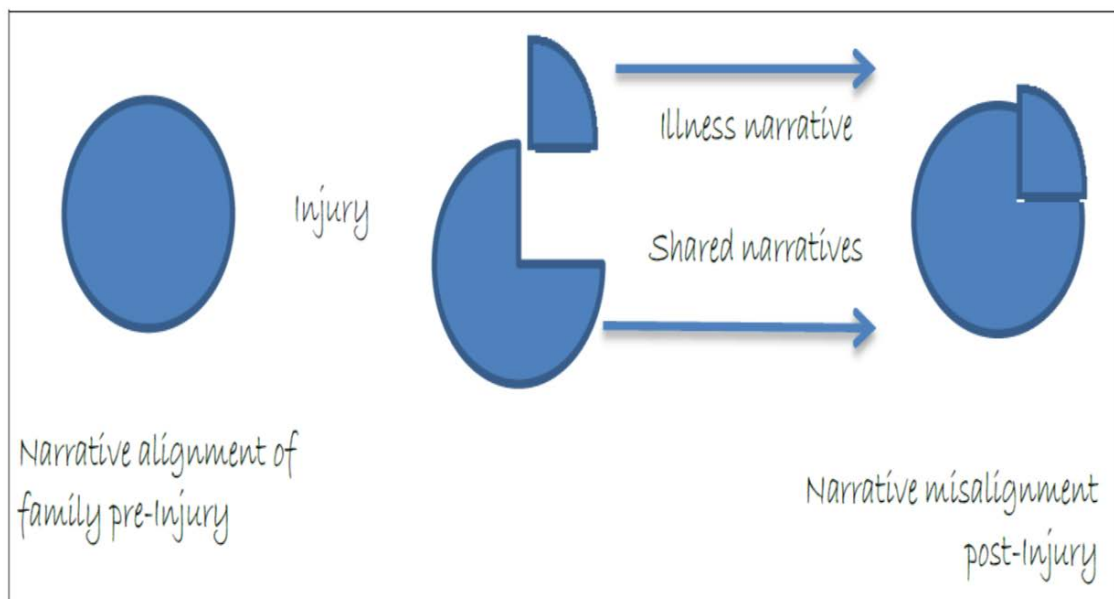 Illness narrative
Injury
Shared narratives
Narrative alignment of
family pre-Injury
Narrative misalignment
post-Injury